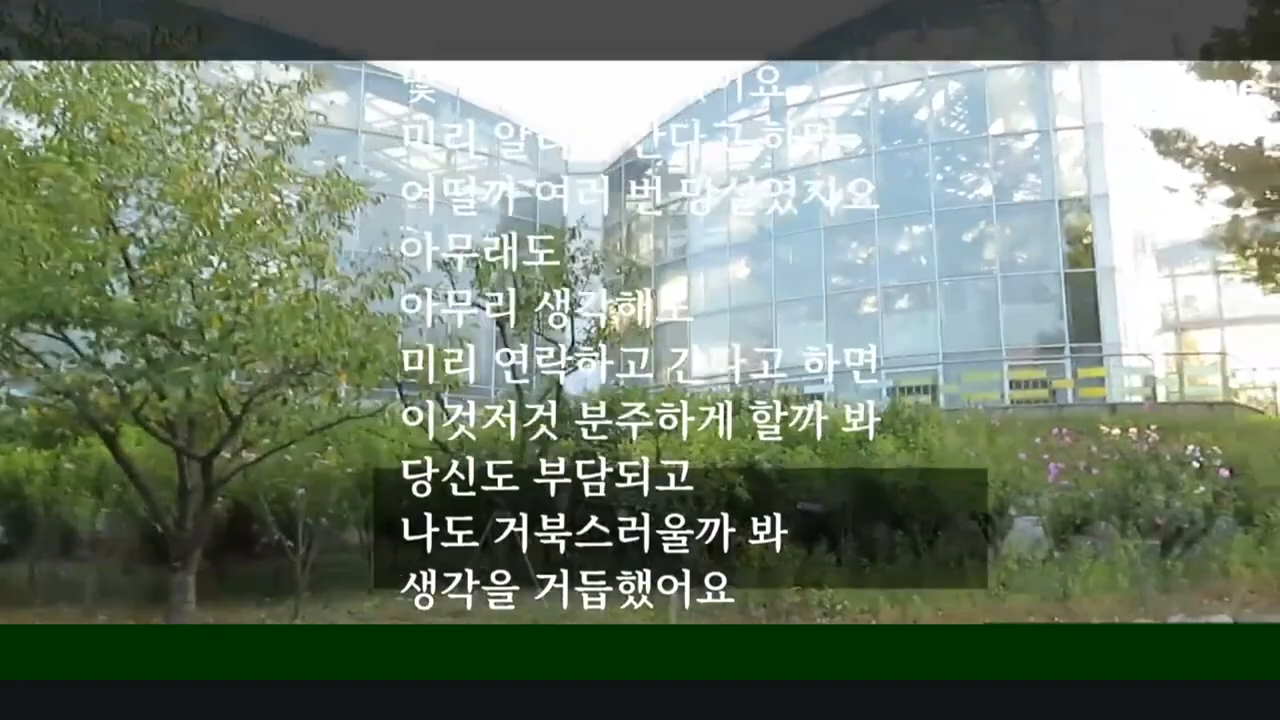 미리 간다고 하면
어떨까 여러 번 망설였지요
아무래도
아무리 생각해도
미리 연락하고 간다고 하면
이것저것 분주하게 할까 봐
당신도 부담되고
나도 거북스러울까 봐
생각을 거듭했어요